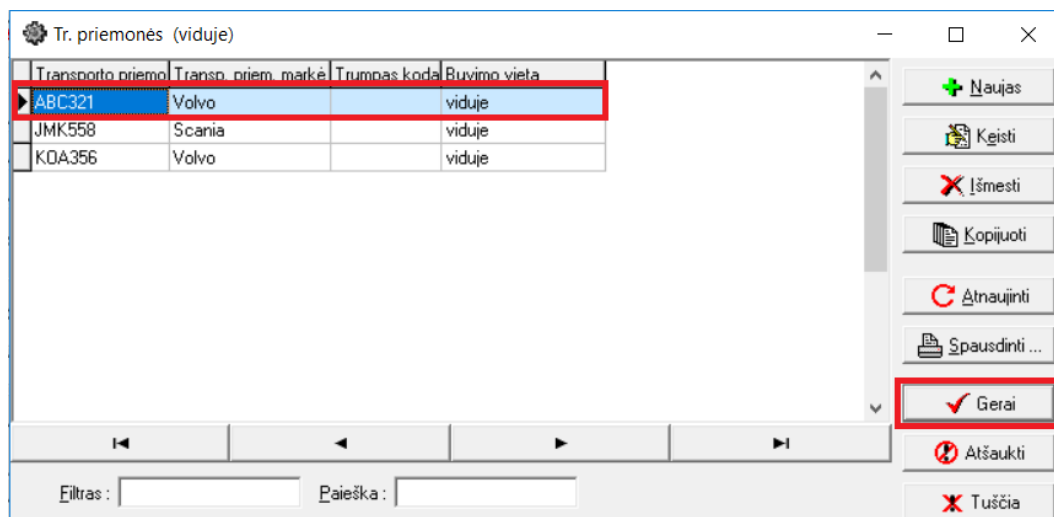 Tr. priemonės (viduje)
Transporto priemo Transp. priem. markė Trumpas koda Buvimo vieta
ABC321 Volvo viduje
JMK558 Scania viduje
KOA356 Volvo viduje
Naujas
Keisti
Išmesti
Kopijuoti
Atnaujinti
Spausdinti ...
Gerai
Atšaukti
Tuščia
Filtras : Paieška :